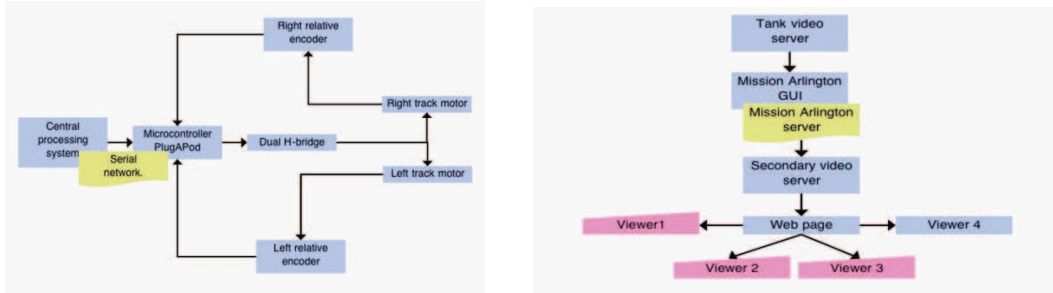 Right relative
encoder
Right track motor
Central
processing
system
Serial
network.
Microcontroller
PlugAPod
Dual H-bridge
Left track motor
Left relative
encoder
Tank video
server
Mission Arlington
GUI
Mission Arlington
server
Secondary video
server
Viewer1
Web page
Viewer 4
Viewer 2
Viewer 3